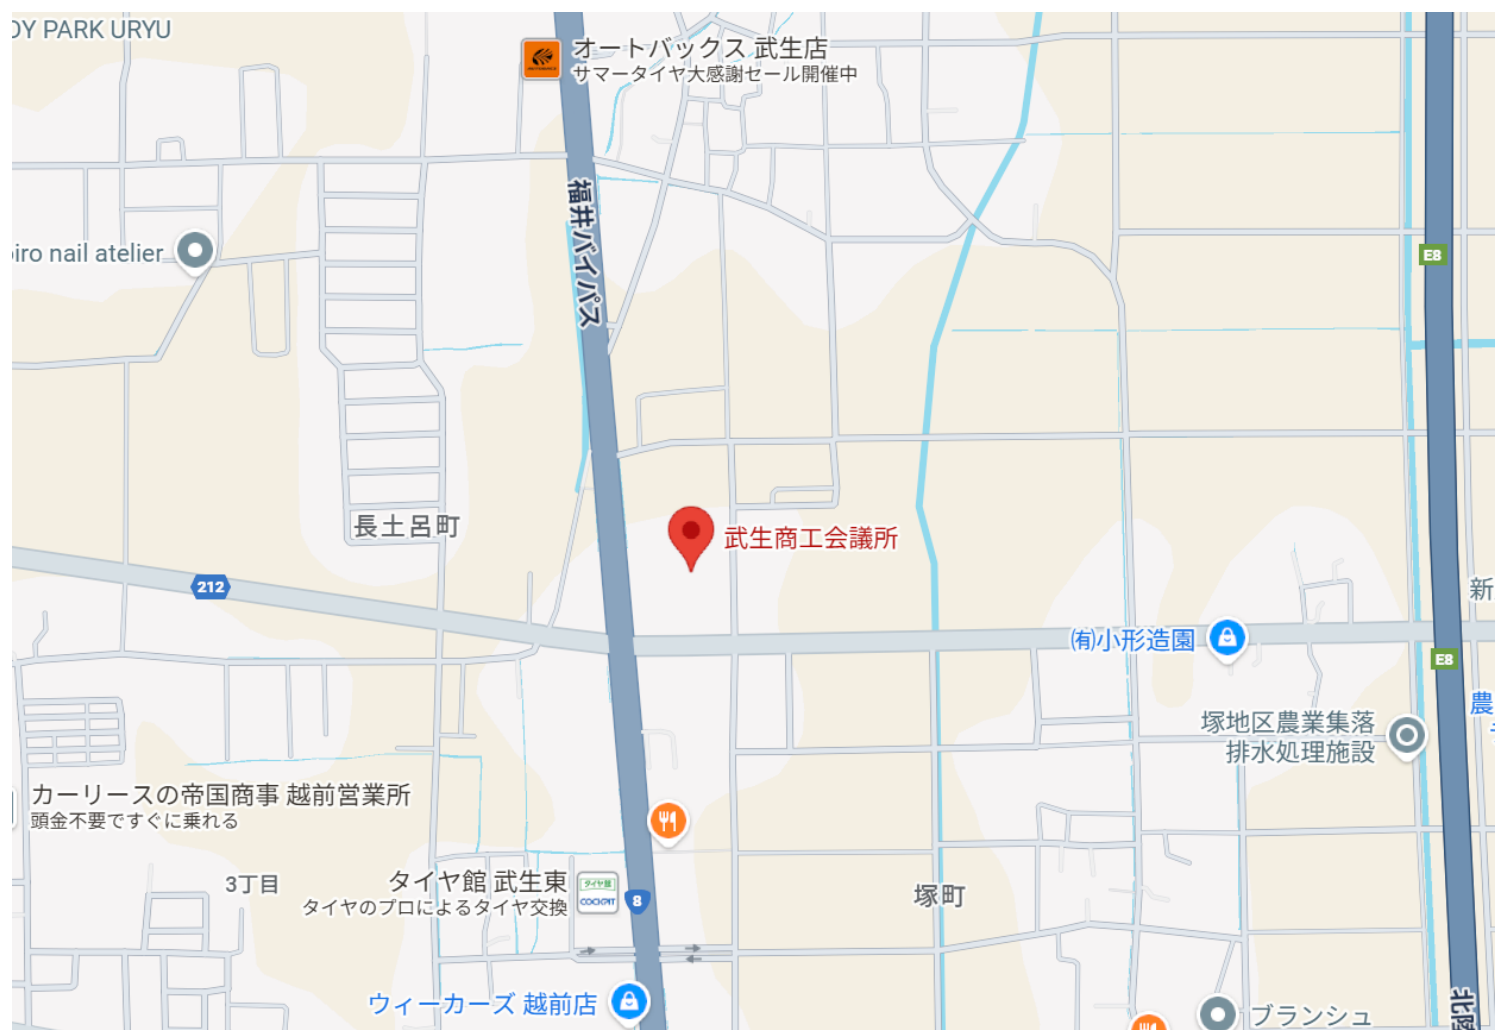 OY PARK URYU
オートバックス 武生店
サマータイヤ大感謝セール開催中
福井バイパス
iro nail atelier
E8
長土呂町
武生商工会議所
212
新
㈲小形造園
E8
農
塚地区農業集落
排水処理施設
カーリースの帝国商事 越前営業所
頭金不要ですぐに乗れる
3丁目
タイヤ館 武生東
タイヤのプロによるタイヤ交換
タイヤ館
COCKPIT
8
塚町
ウィーカーズ 越前店
ブランシュ
北陸